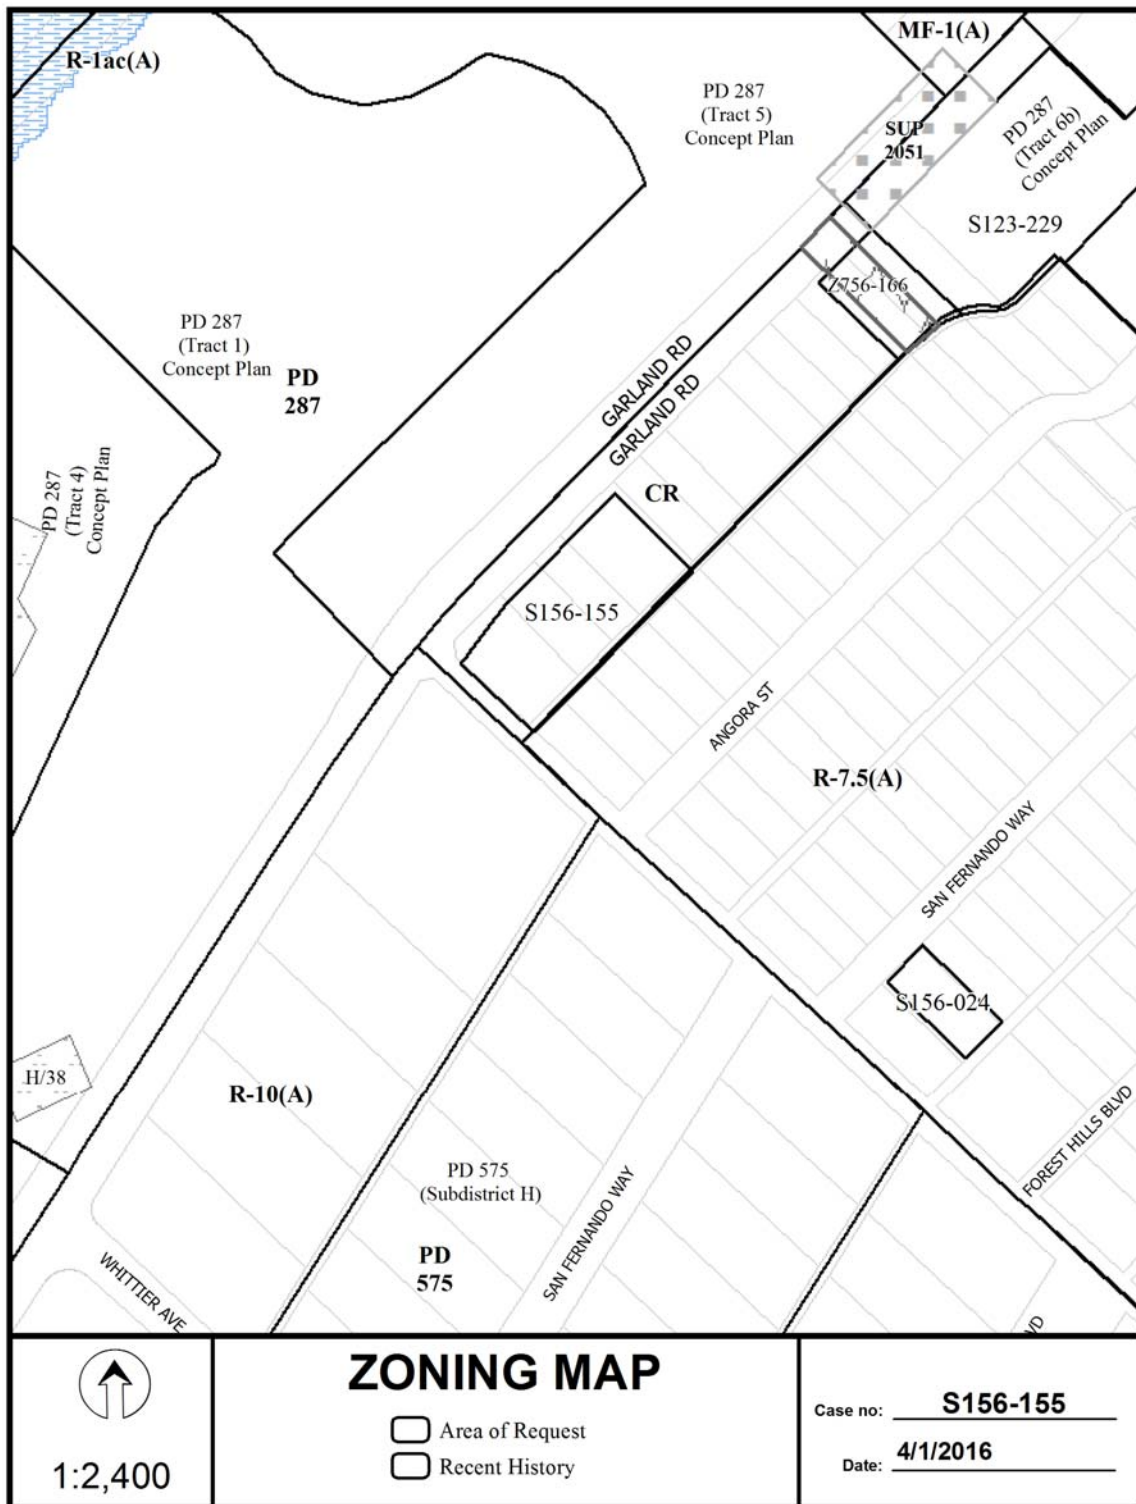 R-1ac(A)
MF-1(A)
PD 287
(Tract 5)
Concept Plan
SUP
2051
PD 287
(Tract 6b)
Concept Plan
S123-229
Z756-166
PD 287
(Tract 1)
Concept Plan
PD
287
GARLAND RD
GARLAND RD
PD 287
(Tract 4)
Concept Plan
CR
S156-155
ANGORA ST
R-7.5(A)
SAN FERNANDO WAY
S156-024
H/38
R-10(A)
PD 575
(Subdistrict H)
FOREST HILLS BLVD
SAN FERNANDO WAY
PD
575
WHITTIER AVE
VD
1:2,400
ZONING MAP
Area of Request
Recent History
Case no: S156-155
Date: 4/1/2016